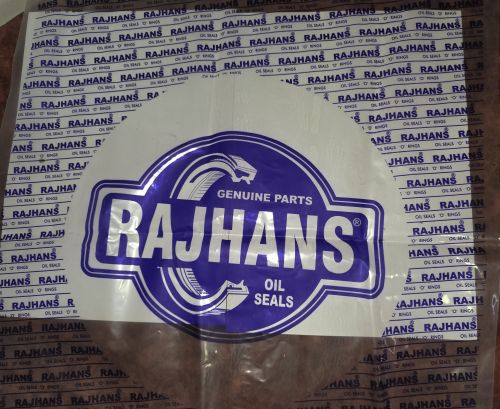 GENUINE PARTS
RAJHANS®
OIL
SEALS
RAJHANS
OIL SEALS 'O' RINGS